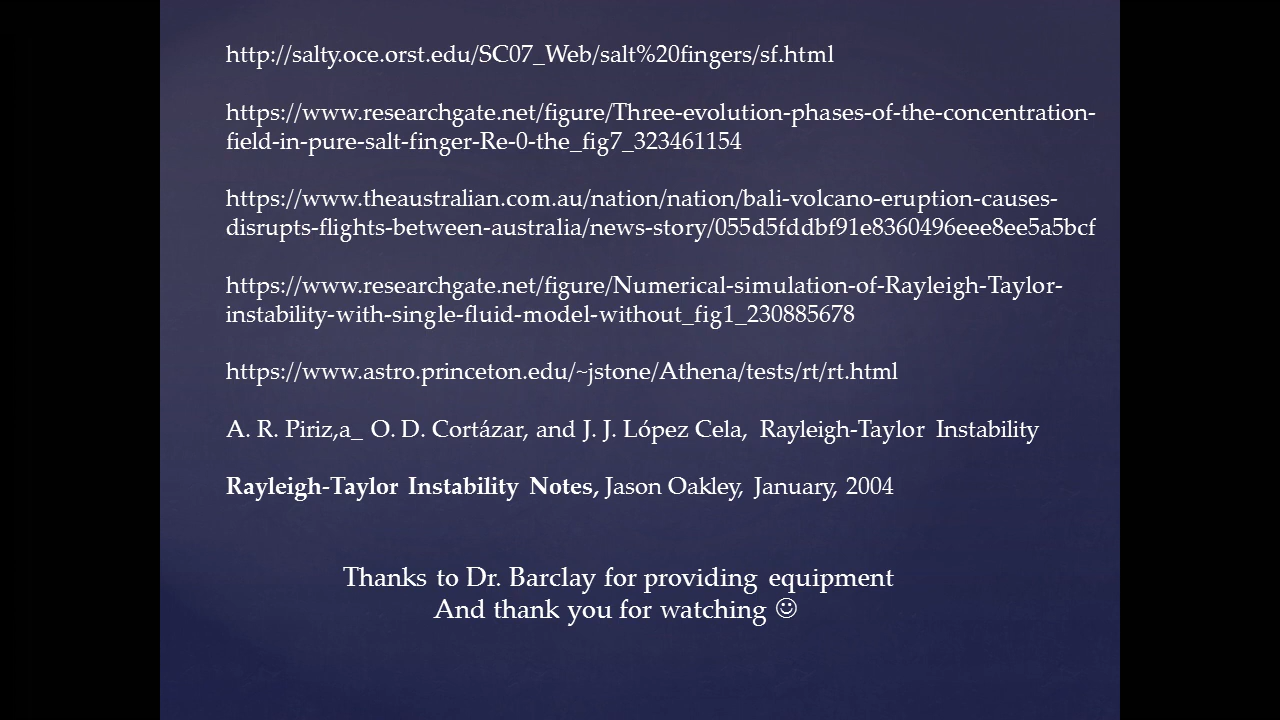 http://salty.oce.orst.edu/SC07_Web/salt%20fingers/sf.html
https://www.researchgate.net/figure/Three-evolution-phases-of-the-concentration-
field-in-pure-salt-finger-Re-0-the_fig7_323461154
https://www.theaustralian.com.au/nation/nation/bali-volcano-eruption-causes-
disrupts-flights-between-australia/news-story/055d5fddbf91e8360496eee8ee5a5bcf
https://www.researchgate.net/figure/Numerical-simulation-of-Rayleigh-Taylor-
instability-with-single-fluid-model-without_fig1_230885678
https://www.astro.princeton.edu/~jstone/Athena/tests/rt/rt.html
A. R. Piriz,a_ O. D. Cortázar, and J. J. López Cela, Rayleigh-Taylor Instability
Rayleigh-Taylor Instability Notes, Jason Oakley, January, 2004
Thanks to Dr. Barclay for providing equipment
And thank you for watching ☺